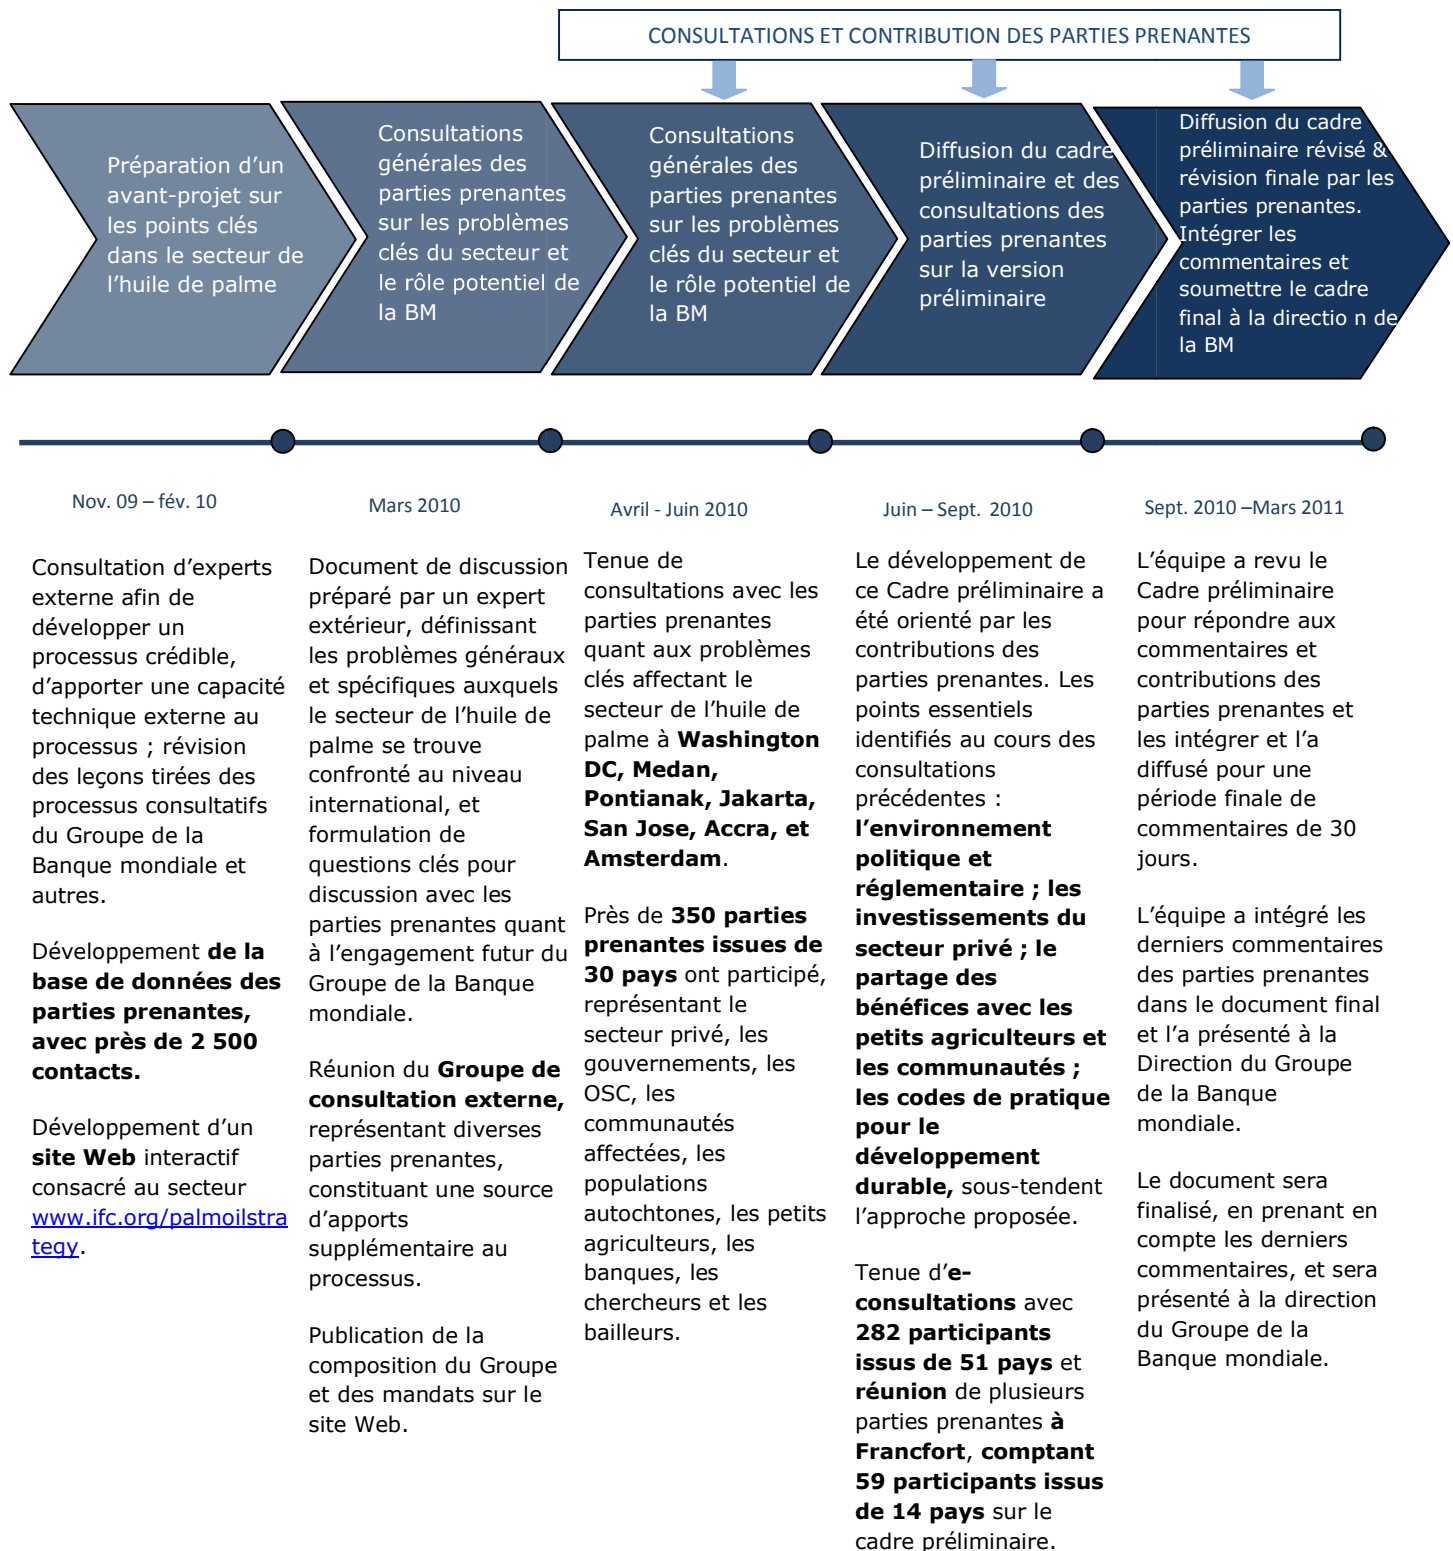 CONSULTATIONS ET CONTRIBUTION DES PARTIES PRENANTES
Préparation d’un
avant-projet sur
les points clés
dans le secteur de
l’huile de palme
Consultations
générales des
parties prenantes
sur les problèmes
clés du secteur et
le rôle potentiel de
la BM
Consultations
générales des
parties prenantes
sur les problèmes
clés du secteur et
le rôle potentiel de
la BM
Diffusion du cadre
préliminaire et des
consultations des
parties prenantes
sur la version
préliminaire
Diffusion du cadre
préliminaire révisé &
révision finale par les
parties prenantes.
Intégrer les
commentaires et
soumettre le cadre
final à la directio n de
la BM
Nov. 09 – fév. 10
Mars 2010
Avril - Juin 2010
Juin – Sept. 2010
Sept. 2010 –Mars 2011
Consultation d’experts
externe afin de
développer un
processus crédible,
d’apporter une capacité
technique externe au
processus ; révision
des leçons tirées des
processus consultatifs
du Groupe de la
Banque mondiale et
autres.
Développement de la
base de données des
parties prenantes,
avec près de 2 500
contacts.
Développement d’un
site Web interactif
consacré au secteur
www.ifc.org/palmoilstra
tegy.
Document de discussion
préparé par un expert
extérieur, définissant
les problèmes généraux
et spécifiques auxquels
le secteur de l’huile de
palme se trouve
confronté au niveau
international, et
formulation de
questions clés pour
discussion avec les
parties prenantes quant
à l’engagement futur du
Groupe de la Banque
mondiale.
Réunion du Groupe de
consultation externe,
représentant diverses
parties prenantes,
constituant une source
d’apports
supplémentaire au
processus.
Publication de la
composition du Groupe
et des mandats sur le
site Web.
Tenue de
consultations avec les
parties prenantes
quant aux problèmes
clés affectant le
secteur de l’huile de
palme à Washington
DC, Medan,
Pontianak, Jakarta,
San Jose, Accra, et
Amsterdam.
Près de 350 parties
prenantes issues de
30 pays ont participé,
représentant le
secteur privé, les
gouvernements, les
OSC, les
communautés
affectées, les
populations
autochtones, les petits
agriculteurs, les
banques, les
chercheurs et les
bailleurs.
Le développement de
ce Cadre préliminaire a
été orienté par les
contributions des
parties prenantes. Les
points essentiels
identifiés au cours des
consultations
précédentes :
l’environnement
politique et
réglementaire ; les
investissements du
secteur privé ; le
partage des
bénéfices avec les
petits agriculteurs et
les communautés ;
les codes de pratique
pour le
développement
durable, sous-tendent
l’approche proposée.
Tenue d’e-
consultations avec
282 participants
issus de 51 pays et
réunion de plusieurs
parties prenantes à
Francfort, comptant
59 participants issus
de 14 pays sur le
cadre préliminaire.
L’équipe a revu le
Cadre préliminaire
pour répondre aux
commentaires et
contributions des
parties prenantes et
les intégrer et l’a
diffusé pour une
période finale de
commentaires de 30
jours.
L’équipe a intégré les
derniers commentaires
des parties prenantes
dans le document final
et l’a présenté à la
Direction du Groupe
de la Banque
mondiale.
Le document sera
finalisé, en prenant en
compte les derniers
commentaires, et sera
présenté à la direction
du Groupe de la
Banque mondiale.